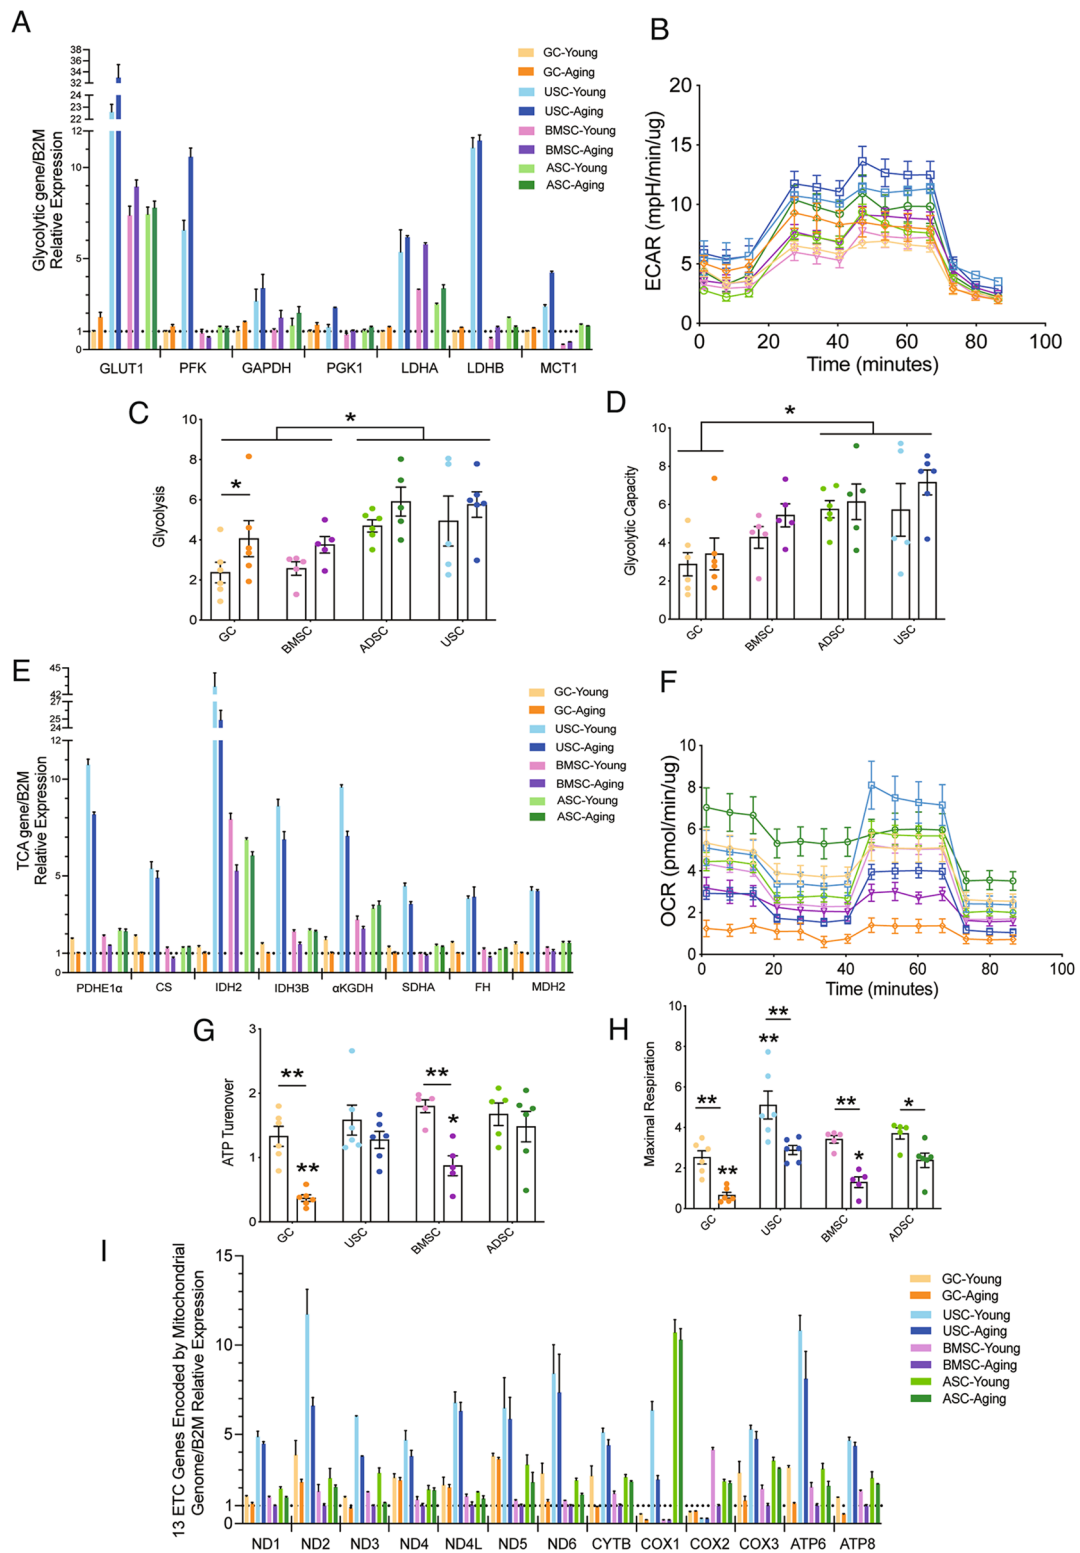 A
38
36
34
32
24
23
22
12
10
5
1
0
Glycolytic gene/B2M
Relative Expression
GLUT1 PFK GAPDH PGK1 LDHA LDHB MCT1
GC-Young
GC-Aging
USC-Young
USC-Aging
BMSC-Young
BMSC-Aging
ASC-Young
ASC-Aging
B
20
15
10
5
0
ECAR (mpH/min/ug)
0 20 40 60 80 100
Time (minutes)
C
10
8
6
4
2
0
Glycolysis
*
*
GC BMSC ADSC USC
D
10
8
6
4
2
0
Glycolytic Capacity
*
GC BMSC ADSC USC
E
45
42
27
25
24
12
10
5
1
0
TCA gene/B2M
Relative Expression
PDHE1α CS IDH2 IDH3B αKGDH SDHA FH MDH2
GC-Young
GC-Aging
USC-Young
USC-Aging
BMSC-Young
BMSC-Aging
ASC-Young
ASC-Aging
F
10
8
6
4
2
0
OCR (pmol/min/ug)
0 20 40 60 80 100
Time (minutes)
G
3
2
1
0
ATP Turenover
** ** ** *
GC USC BMSC ADSC
H
10
8
6
4
2
0
Maximal Respiration
** ** ** ** ** * *
GC USC BMSC ADSC
I
15
10
5
1
0
13 ETC Genes Encoded by Mitochondrial
Genome/B2M Relative Expression
ND1 ND2 ND3 ND4 ND4L ND5 ND6 CYTB COX1 COX2 COX3 ATP6 ATP8
GC-Young
GC-Aging
USC-Young
USC-Aging
BMSC-Young
BMSC-Aging
ASC-Young
ASC-Aging